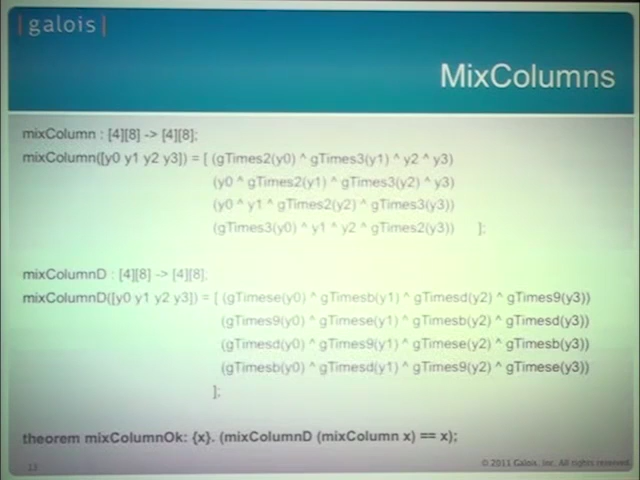 |galois|
MixColumns
mixColumn : [4][8] -> [4][8];
mixColumn([y0 y1 y2 y3]) = [ (gTimes2(y0) ^ gTimes3(y1) ^ y2 ^ y3)
(y0 ^ gTimes2(y1) ^ gTimes3(y2) ^ y3)
(y0 ^ y1 ^ gTimes2(y2) ^ gTimes3(y3))
(gTimes3(y0) ^ y1 ^ y2 ^ gTimes2(y3)) ];
mixColumnD : [4][8] -> [4][8];
mixColumnD([y0 y1 y2 y3]) = [ (gTimese(y0) ^ gTimesb(y1) ^ gTimesd(y2) ^ gTimes9(y3))
(gTimes9(y0) ^ gTimese(y1) ^ gTimesb(y2) ^ gTimesd(y3))
(gTimesd(y0) ^ gTimes9(y1) ^ gTimese(y2) ^ gTimesb(y3))
(gTimesb(y0) ^ gTimesd(y1) ^ gTimes9(y2) ^ gTimese(y3))
];
theorem mixColumnOk: {x}. (mixColumnD (mixColumn x) == x);
13
© 2011 Galois, Inc. All rights reserved.